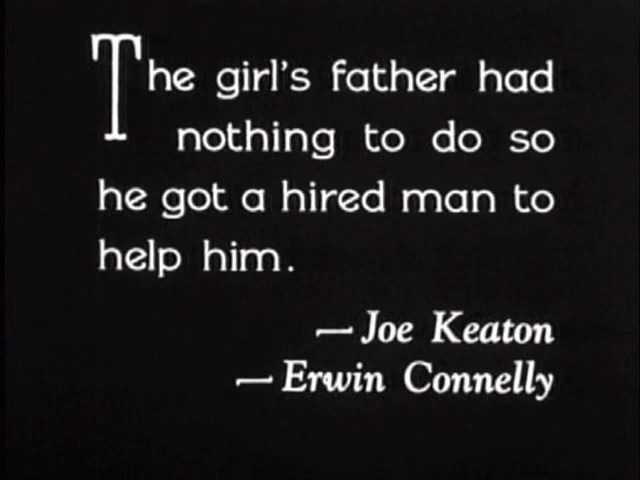 The girl's father had
nothing to do so
he got a hired man to
help him.
—Joe Keaton
—Erwin Connelly